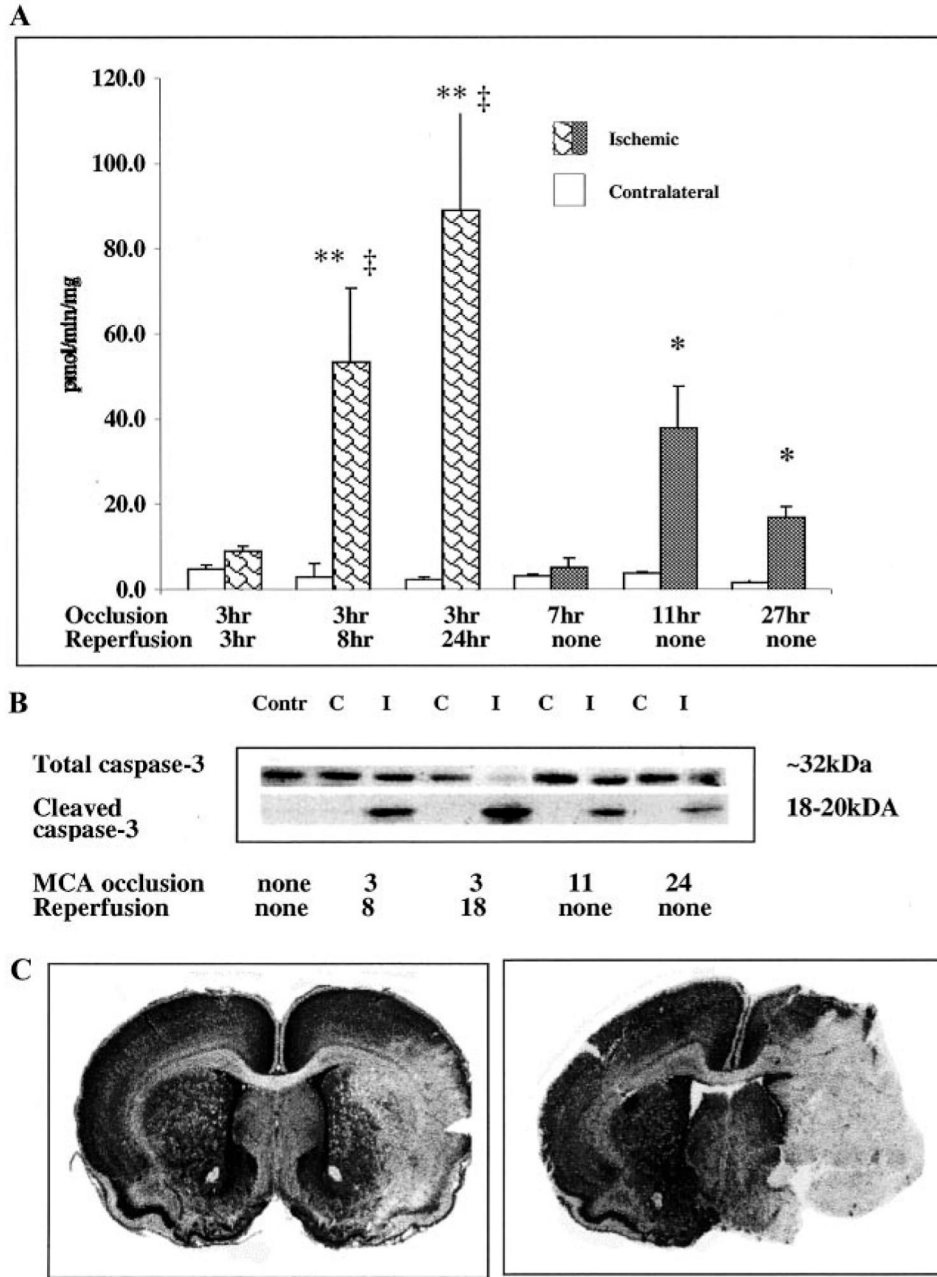 A
120.0
100.0
80.0
60.0
40.0
20.0
0.0
pmol/min/mg
** ‡
** ‡
*
*
Ischemic
Contralateral
Occlusion 3hr 3hr 3hr 7hr 11hr 27hr
Reperfusion 3hr 8hr 24hr none none none
B
Contr C I C I C I C I
Total caspase-3 ~32kDa
Cleaved 18-20kDA
caspase-3
MCA occlusion none 3 3 11 24
Reperfusion none 8 18 none none
C